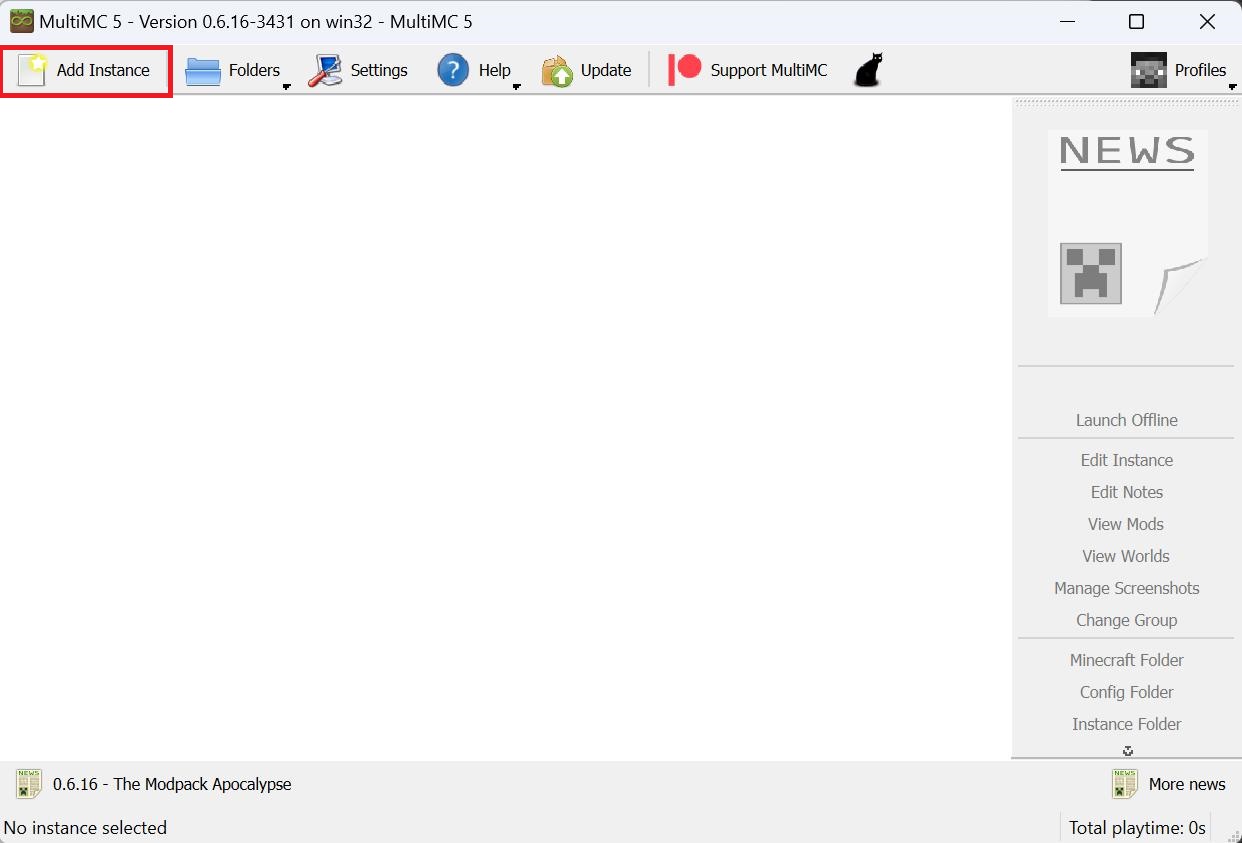 MultiMC 5 - Version 0.6.16-3431 on win32 - MultiMC 5
Add Instance Folders Settings Help Update Support MultiMC Profiles
NEWS
Launch Offline
Edit Instance
Edit Notes
View Mods
View Worlds
Manage Screenshots
Change Group
Minecraft Folder
Config Folder
Instance Folder
NEWS 0.6.16 - The Modpack Apocalypse NEWS More news
No instance selected Total playtime: 0s